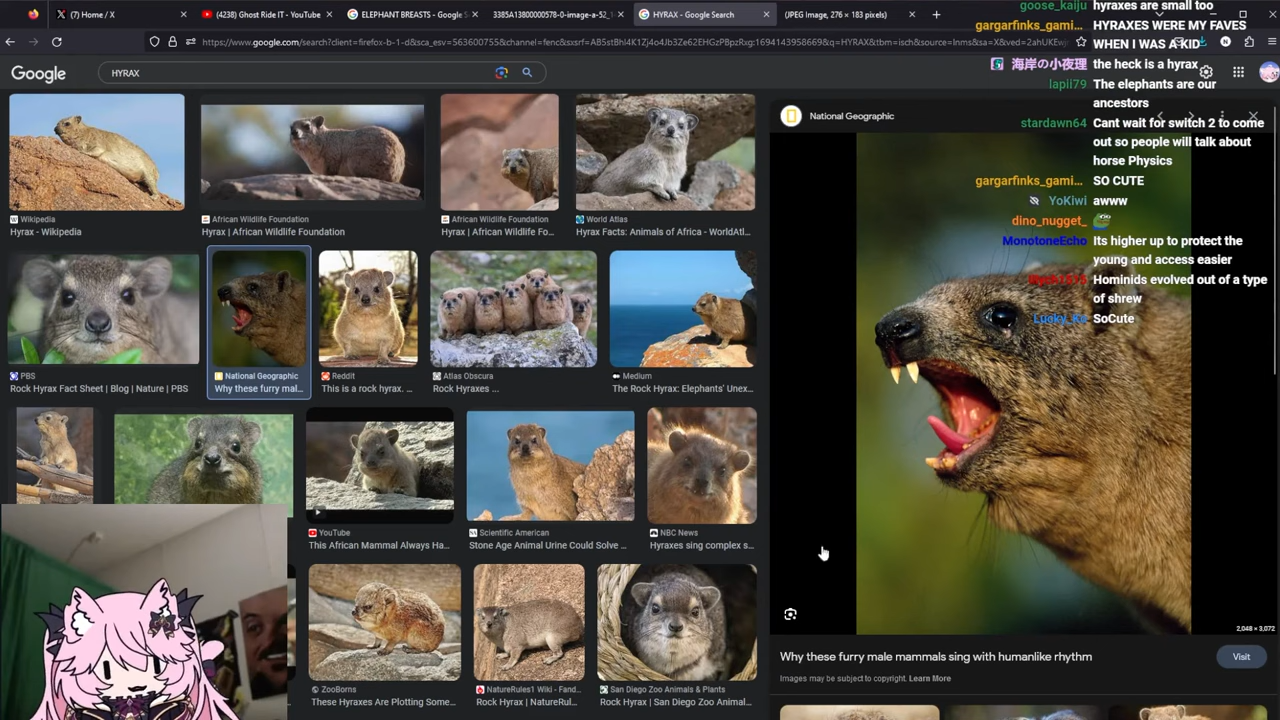 (7) Home / X
(4238) Ghost Ride IT - YouTube
ELEPHANT BREASTS - Google S
3385A13800000578-0-image-a-52_1
HYRAX - Google Search
(JPEG Image, 276 × 183 pixels)
goose_kaiju hyraxes are small too
gargarfinks_gami... HYRAXES WERE MY FAVES
WHEN I WAS A KID
海岸の小夜理 the heck is a hyrax
lapii79 The elephants are our
ancestors
stardawn64 Cant wait for switch 2 to come
out so people will talk about
horse Physics
gargarfinks_gami... SO CUTE
YoKiwi awww
dino_nugget_
MonotoneEcho Its higher up to protect the
young and access easier
Hominids evolved out of a type
of shrew
SoCute
Google
HYRAX
National Geographic
Wikipedia
Hyrax - Wikipedia
African Wildlife Foundation
Hyrax | African Wildlife Foundation
African Wildlife Foundation
Hyrax | African Wildlife Fo...
World Atlas
Hyrax Facts: Animals of Africa - WorldAtl...
PBS
Rock Hyrax Fact Sheet | Blog | Nature | PBS
National Geographic
Why these furry mal...
Reddit
This is a rock hyrax. ...
Atlas Obscura
Rock Hyraxes ...
Medium
The Rock Hyrax: Elephants' Unex...
YouTube
This African Mammal Always Ha...
Scientific American
Stone Age Animal Urine Could Solve ...
NBC News
Hyraxes sing complex s...
ZooBorns
These Hyraxes Are Plotting Some...
NatureRules1 Wiki - Fand...
Rock Hyrax | NatureRul...
San Diego Zoo Animals & Plants
Rock Hyrax | San Diego Zoo Animal...
2,048 × 3,072
Why these furry male mammals sing with humanlike rhythm
Visit
Images may be subject to copyright. Learn More